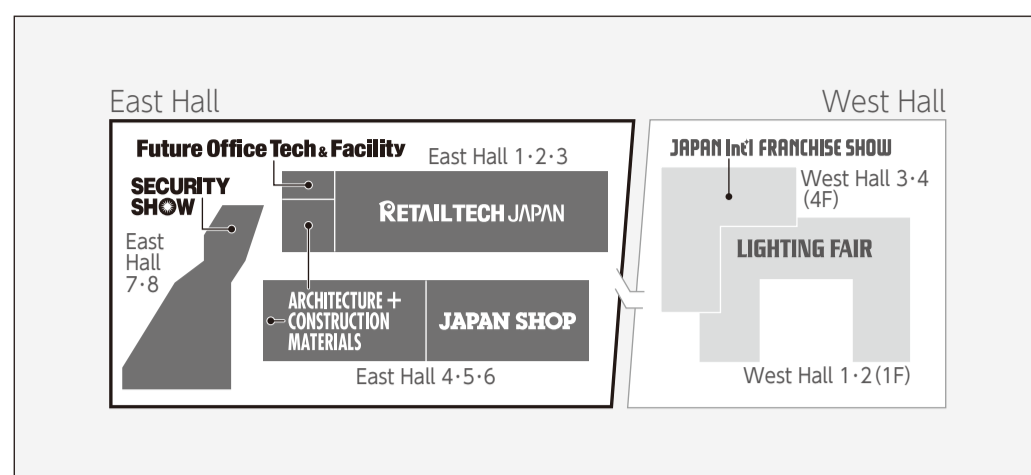 East Hall
West Hall
Future Office Tech & Facility
East Hall 1・2・3
SECURITY
SHOW
East
Hall
7・8
RETAILTECH JAPAN
ARCHITECTURE +
CONSTRUCTION
MATERIALS
JAPAN SHOP
East Hall 4・5・6
JAPAN Int'l FRANCHISE SHOW
West Hall 3・4
(4F)
LIGHTING FAIR
West Hall 1・2(1F)